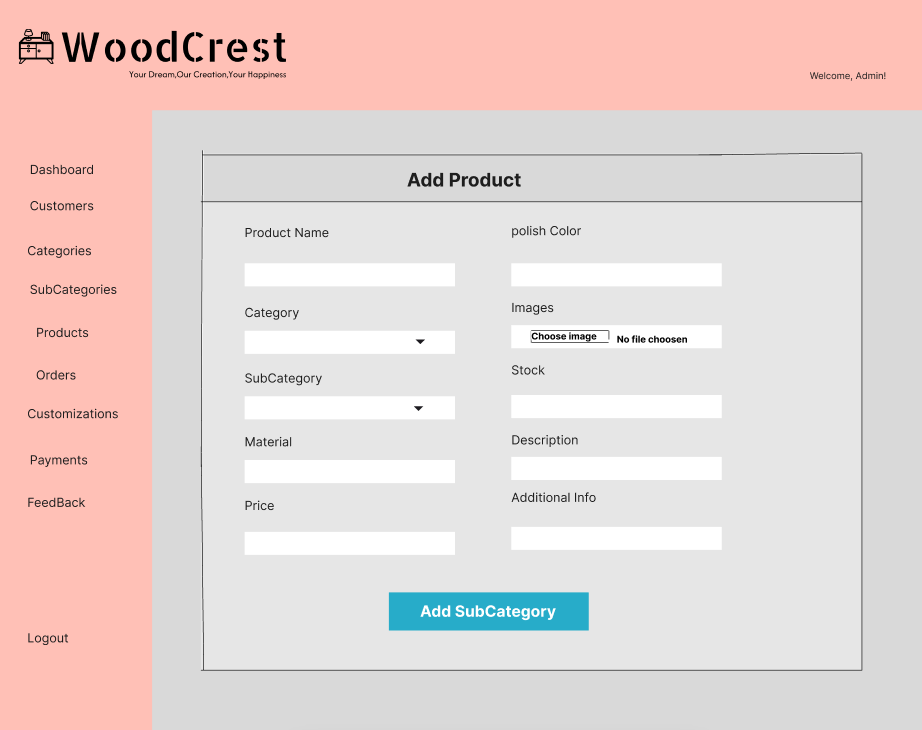 WoodCrest
Your Dream,Our Creation,Your Happiness
Welcome, Admin!
Dashboard
Customers
Categories
SubCategories
Products
Orders
Customizations
Payments
FeedBack
Logout
Add Product
Product Name
Category
SubCategory
Material
Price
polish Color
Images
Choose image
No file choosen
Stock
Description
Additional Info
Add SubCategory